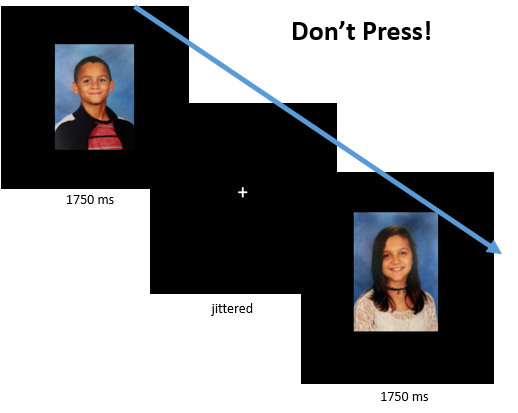 Don’t Press!
1750 ms
+
jittered
1750 ms